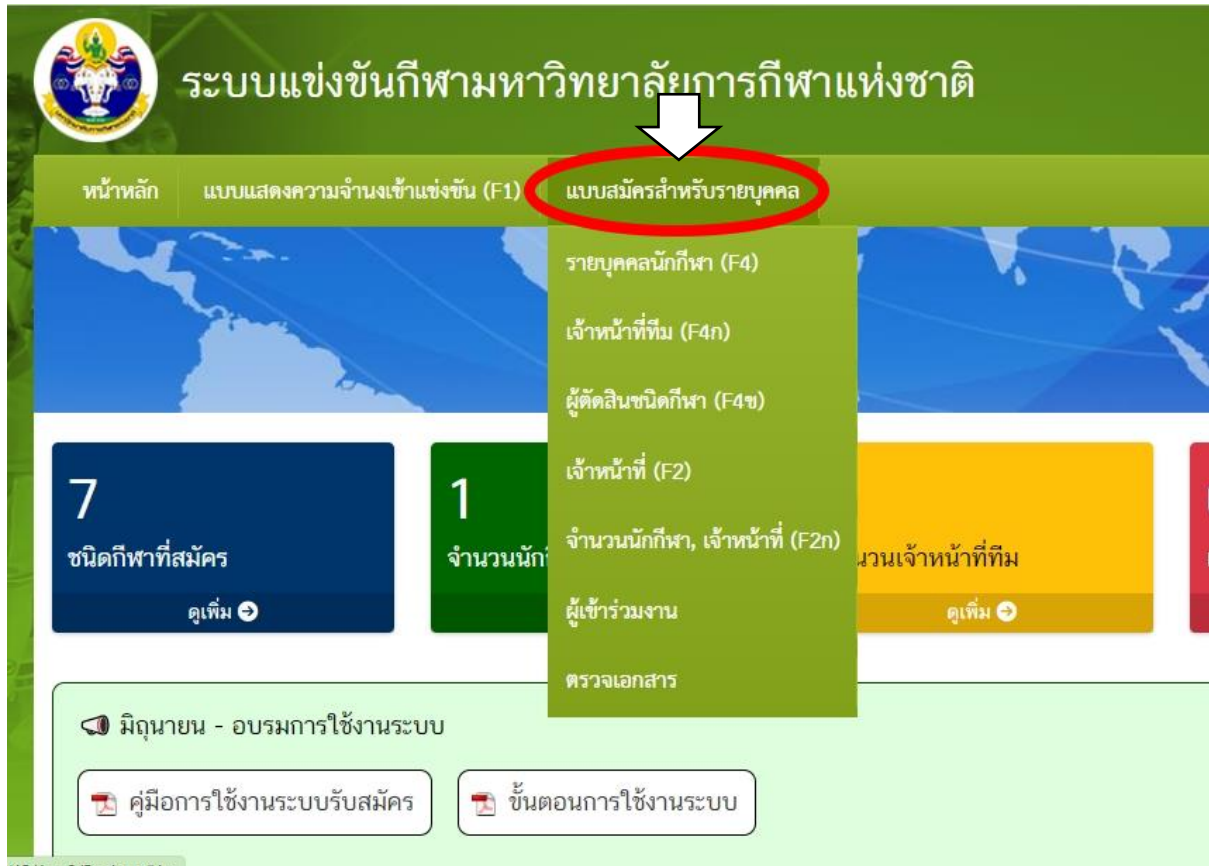 ระบบแข่งขันกีฬามหาวิทยาลัยการกีฬาแห่งชาติ
หน้าหลัก แบบแสดงความจำนงเข้าแข่งขัน (F1) แบบสมัครสำหรับรายบุคคล
รายบุคคลนักกีฬา (F4)
เจ้าหน้าที่ทีม (F4ก)
ผู้ตัดสินชนิดกีฬา (F4ข)
เจ้าหน้าที่ (F2)
จำนวนนักกีฬา, เจ้าหน้าที่ (F2ก)
ผู้เข้าร่วมงาน
ตรวจเอกสาร
7
ชนิดกีฬาที่สมัคร
ดูเพิ่ม
1
จำนวนนัก
นวนเจ้าหน้าที่ทีม
ดูเพิ่ม
มิถุนายน - อบรมการใช้งานระบบ
คู่มือการใช้งานระบบรับสมัคร ขั้นตอนการใช้งานระบบ